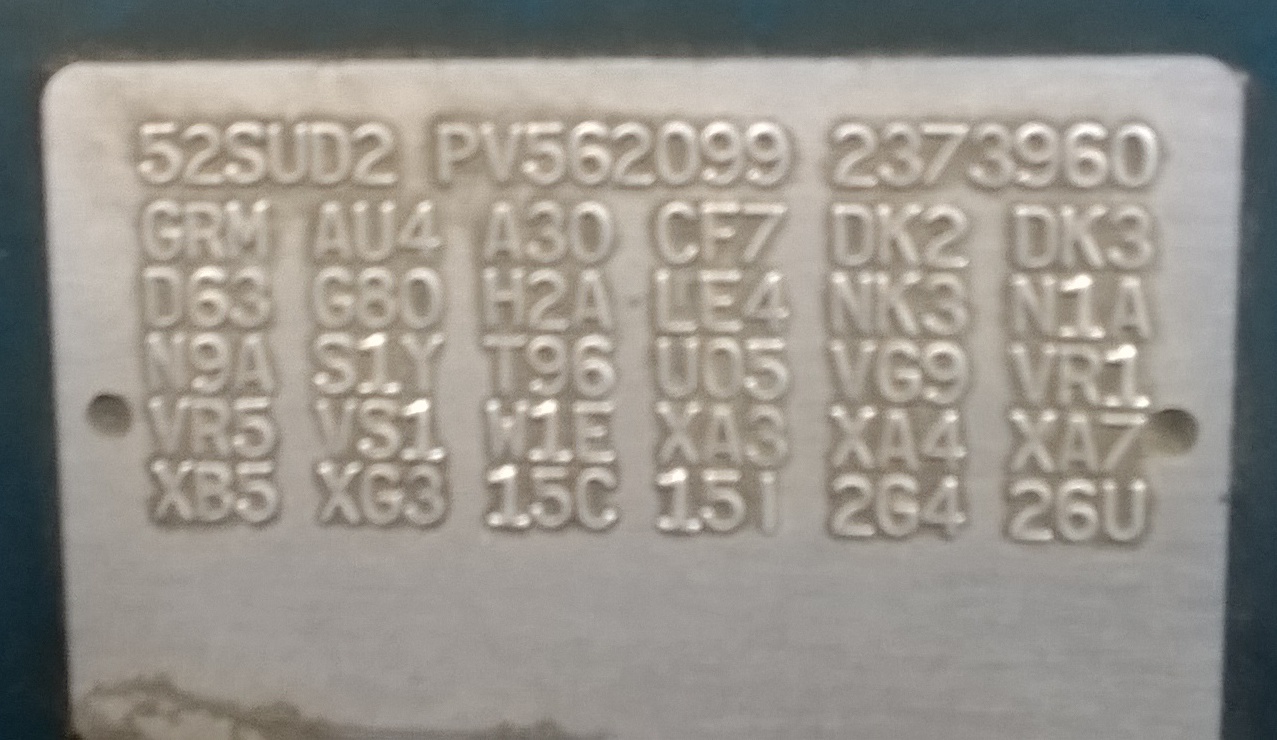 52SUD2 PV562099 2373960
GRM AU4 A30 CF7 DK2 DK3
D63 G80 H2A LE4 NK3 N1A
N9A S1Y T96 U05 VG9 VR1
VR5 VS1 W1E XA3 XA4 XA7
XB5 XG3 15C 15I 2G4 26U